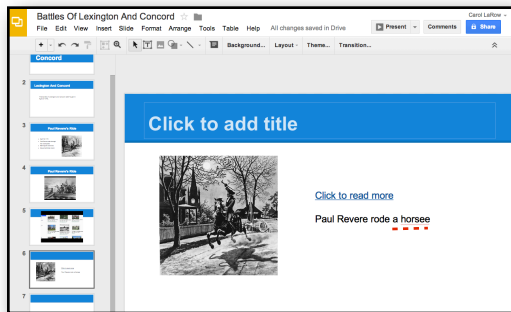 Battles Of Lexington And Concord
Carol LaRow
File Edit View Insert Slide Format Arrange Tools Table Help All changes saved in Drive
Present Comments Share
Background... Layout Theme... Transition...
Concord
2
Lexington And Concord
3
Paul Revere's Ride
4
Paul Revere's Ride
5
6
7
Click to add title
Click to read more
Paul Revere rode a horsee